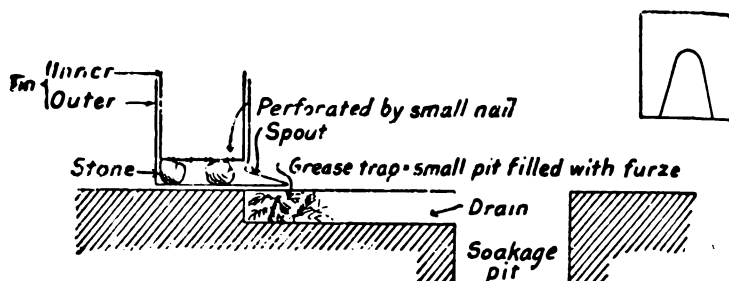 Tin
Inner
Outer
Perforated by small nail
Spout
Stone
Grease trap=small pit filled with furze
Drain
Soakage
pit